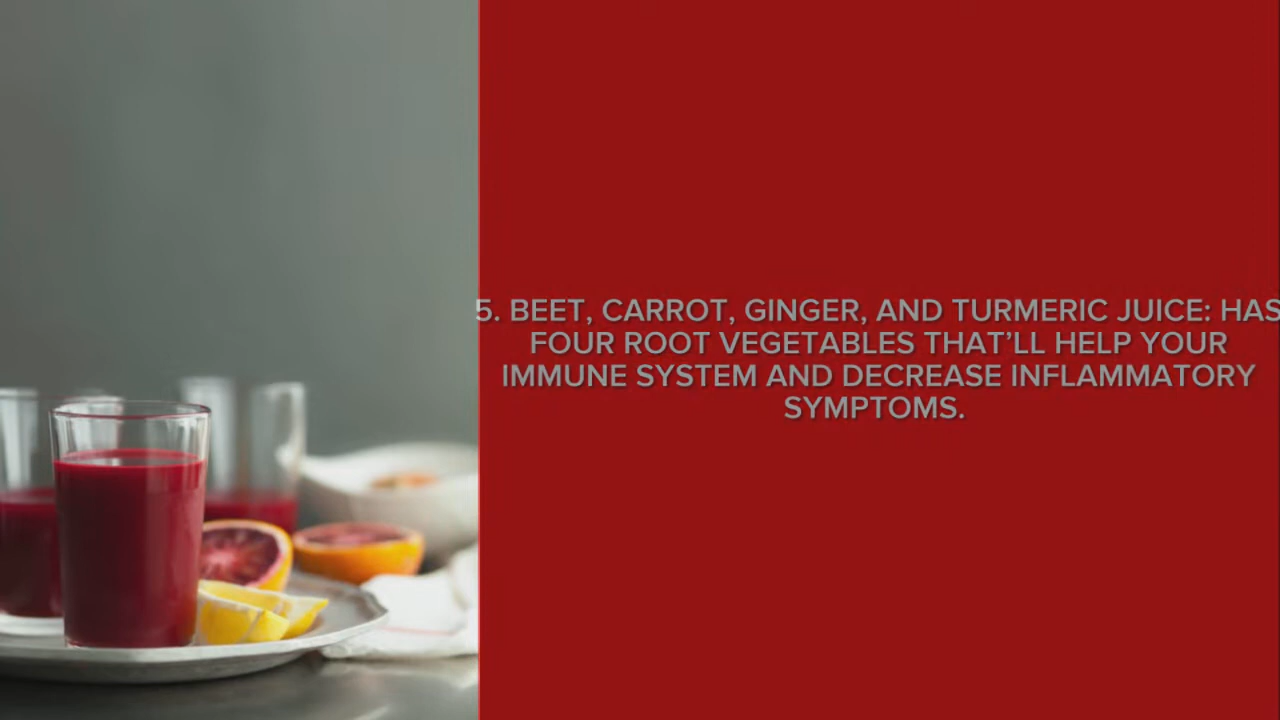 5. BEET, CARROT, GINGER, AND TURMERIC JUICE: HAS
FOUR ROOT VEGETABLES THAT’LL HELP YOUR
IMMUNE SYSTEM AND DECREASE INFLAMMATORY
SYMPTOMS.